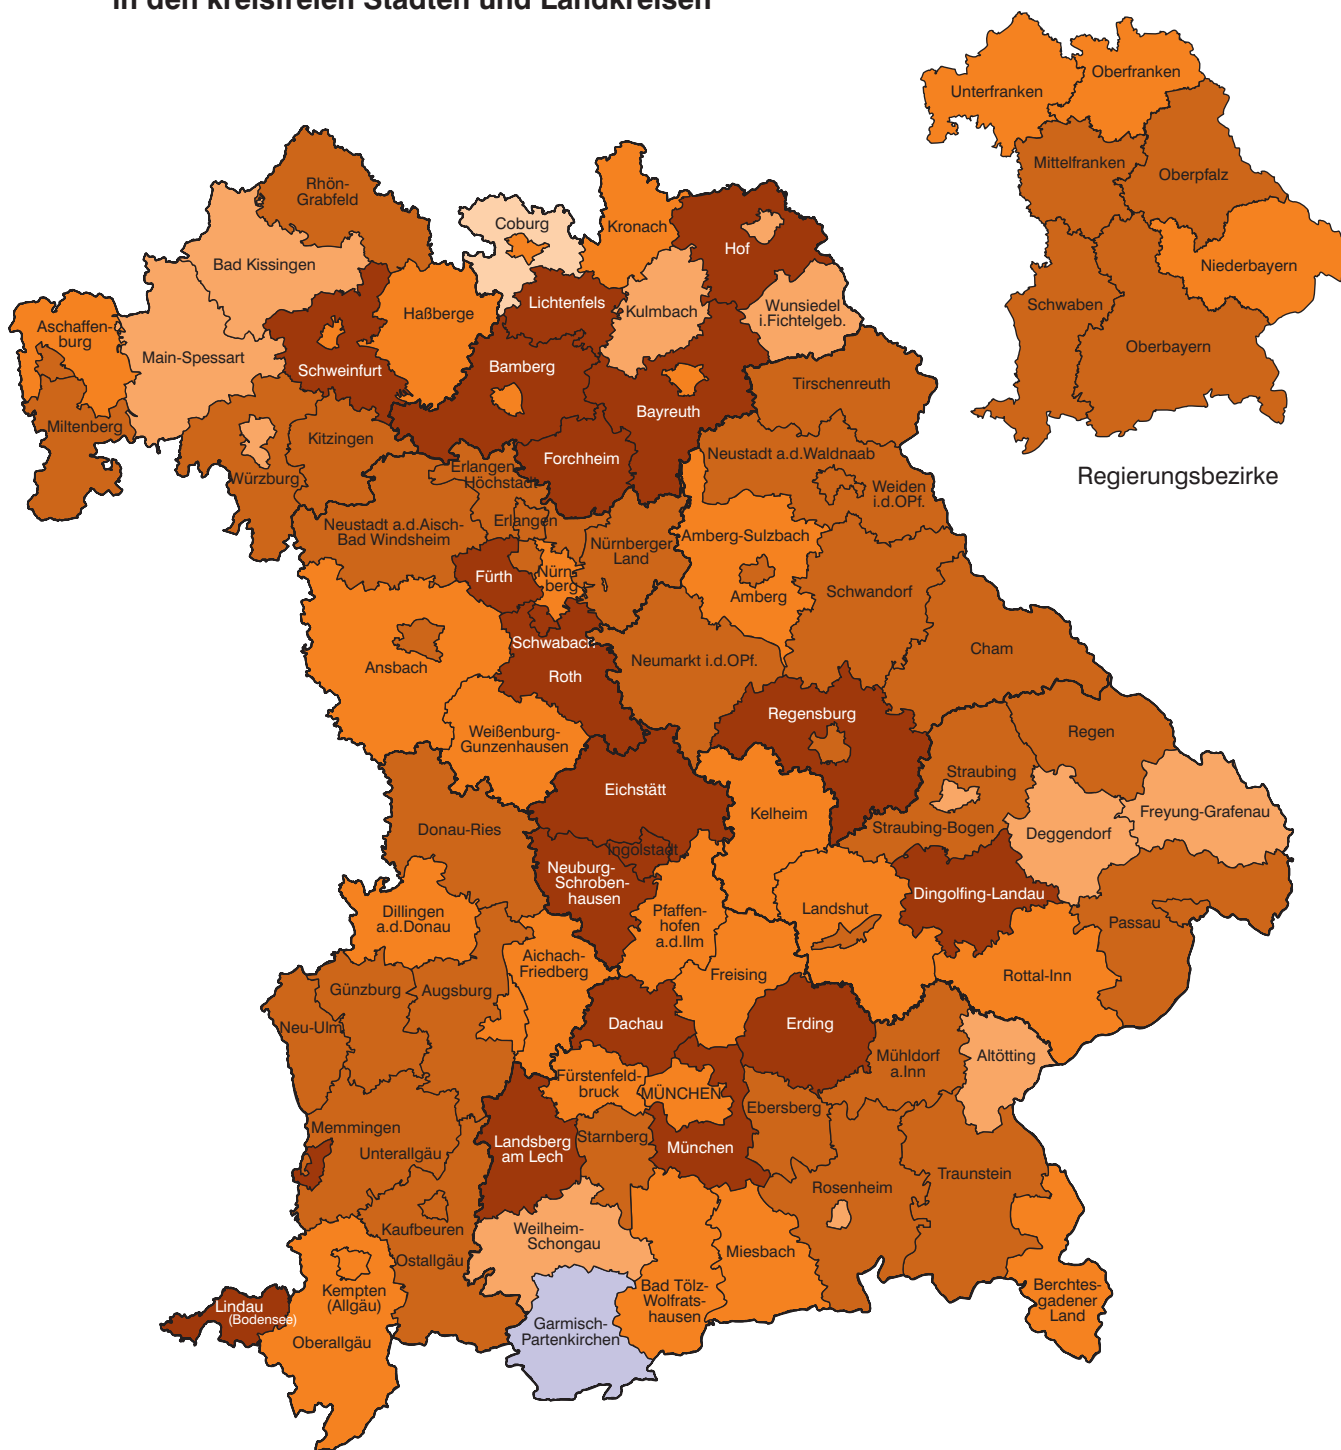 in den kreisfreien Städten und Landkreisen
Unterfranken
Oberfranken
Mittelfranken
Oberpfalz
Niederbayern
Schwaben
Oberbayern
Regierungsbezirke
Rhön-
Grabfeld
Coburg
Kronach
Hof
Bad Kissingen
Lichtenfels
Kulmbach
Wunsiedel
i.Fichtelgeb.
Haßberge
Aschaffen-
burg
Main-Spessart
Schweinfurt
Bamberg
Bayreuth
Tirschenreuth
Miltenberg
Kitzingen
Würzburg
Forchheim
Erlangen-
Höchstadt
Neustadt a.d.Waldnaab
Weiden
i.d.OPf.
Neustadt a.d.Aisch-
Bad Windsheim
Erlangen
Nürnberger
Land
Amberg-Sulzbach
Fürth
Nürn-
berg
Amberg
Schwandorf
Ansbach
Schwabach
Roth
Neumarkt i.d.OPf.
Cham
Weißenburg-
Gunzenhausen
Regensburg
Regen
Straubing
Eichstätt
Kelheim
Straubing-Bogen
Deggendorf
Freyung-Grafenau
Donau-Ries
Ingolstadt
Neuburg-
Schroben-
hausen
Dingolfing-Landau
Dillingen
a.d.Donau
Pfaffen-
hofen
a.d.Ilm
Landshut
Passau
Aichach-
Friedberg
Freising
Rottal-Inn
Günzburg
Augsburg
Neu-Ulm
Dachau
Erding
Mühldorf
a.Inn
Altötting
Fürstenfeld-
bruck
MÜNCHEN
Ebersberg
Memmingen
Unterallgäu
Landsberg
am Lech
Starnberg
München
Rosenheim
Traunstein
Kaufbeuren
Ostallgäu
Weilheim-
Schongau
Miesbach
Kempten
(Allgäu)
Bad Tölz-
Wolfrats-
hausen
Berchtes-
gadener
Land
Lindau
(Bodensee)
Oberallgäu
Garmisch-
Partenkirchen